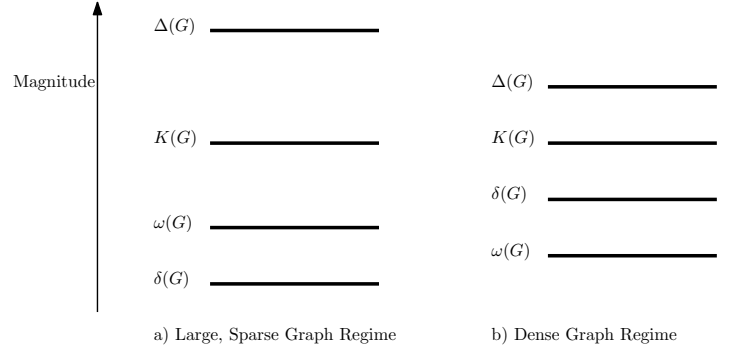 Magnitude
Δ(G)
K(G)
ω(G)
δ(G)
a) Large, Sparse Graph Regime
Δ(G)
K(G)
δ(G)
ω(G)
b) Dense Graph Regime